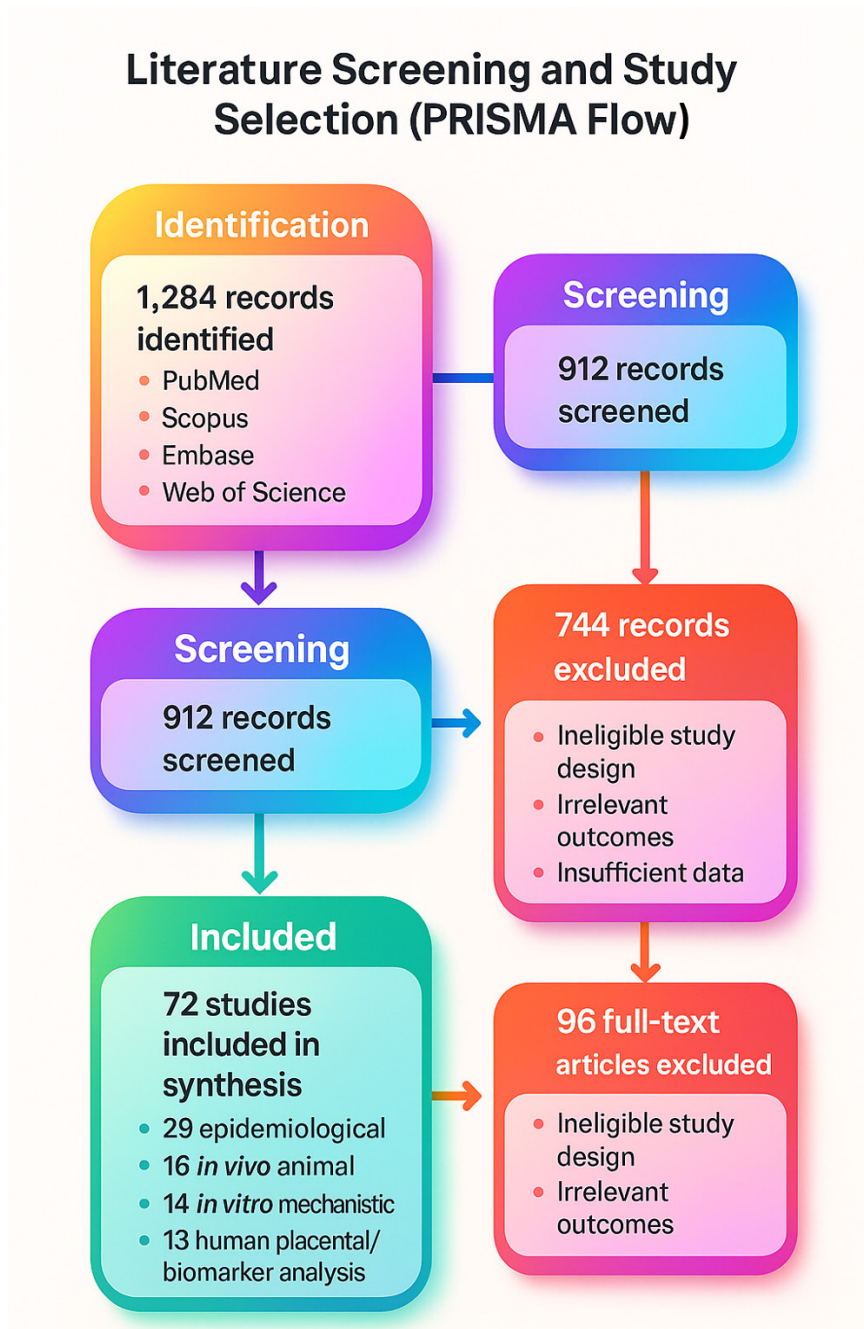 Literature Screening and Study
Selection (PRISMA Flow)
Identification
1,284 records
identified
• PubMed
• Scopus
• Embase
• Web of Science
Screening
912 records
screened
Screening
912 records
screened
744 records
excluded
• Ineligible study
design
• Irrelevant
outcomes
• Insufficient data
Included
72 studies
included in
synthesis
• 29 epidemiological
• 16 in vivo animal
• 14 in vitro mechanistic
• 13 human placental/
biomarker analysis
96 full-text
articles excluded
• Ineligible study
design
• Irrelevant
outcomes